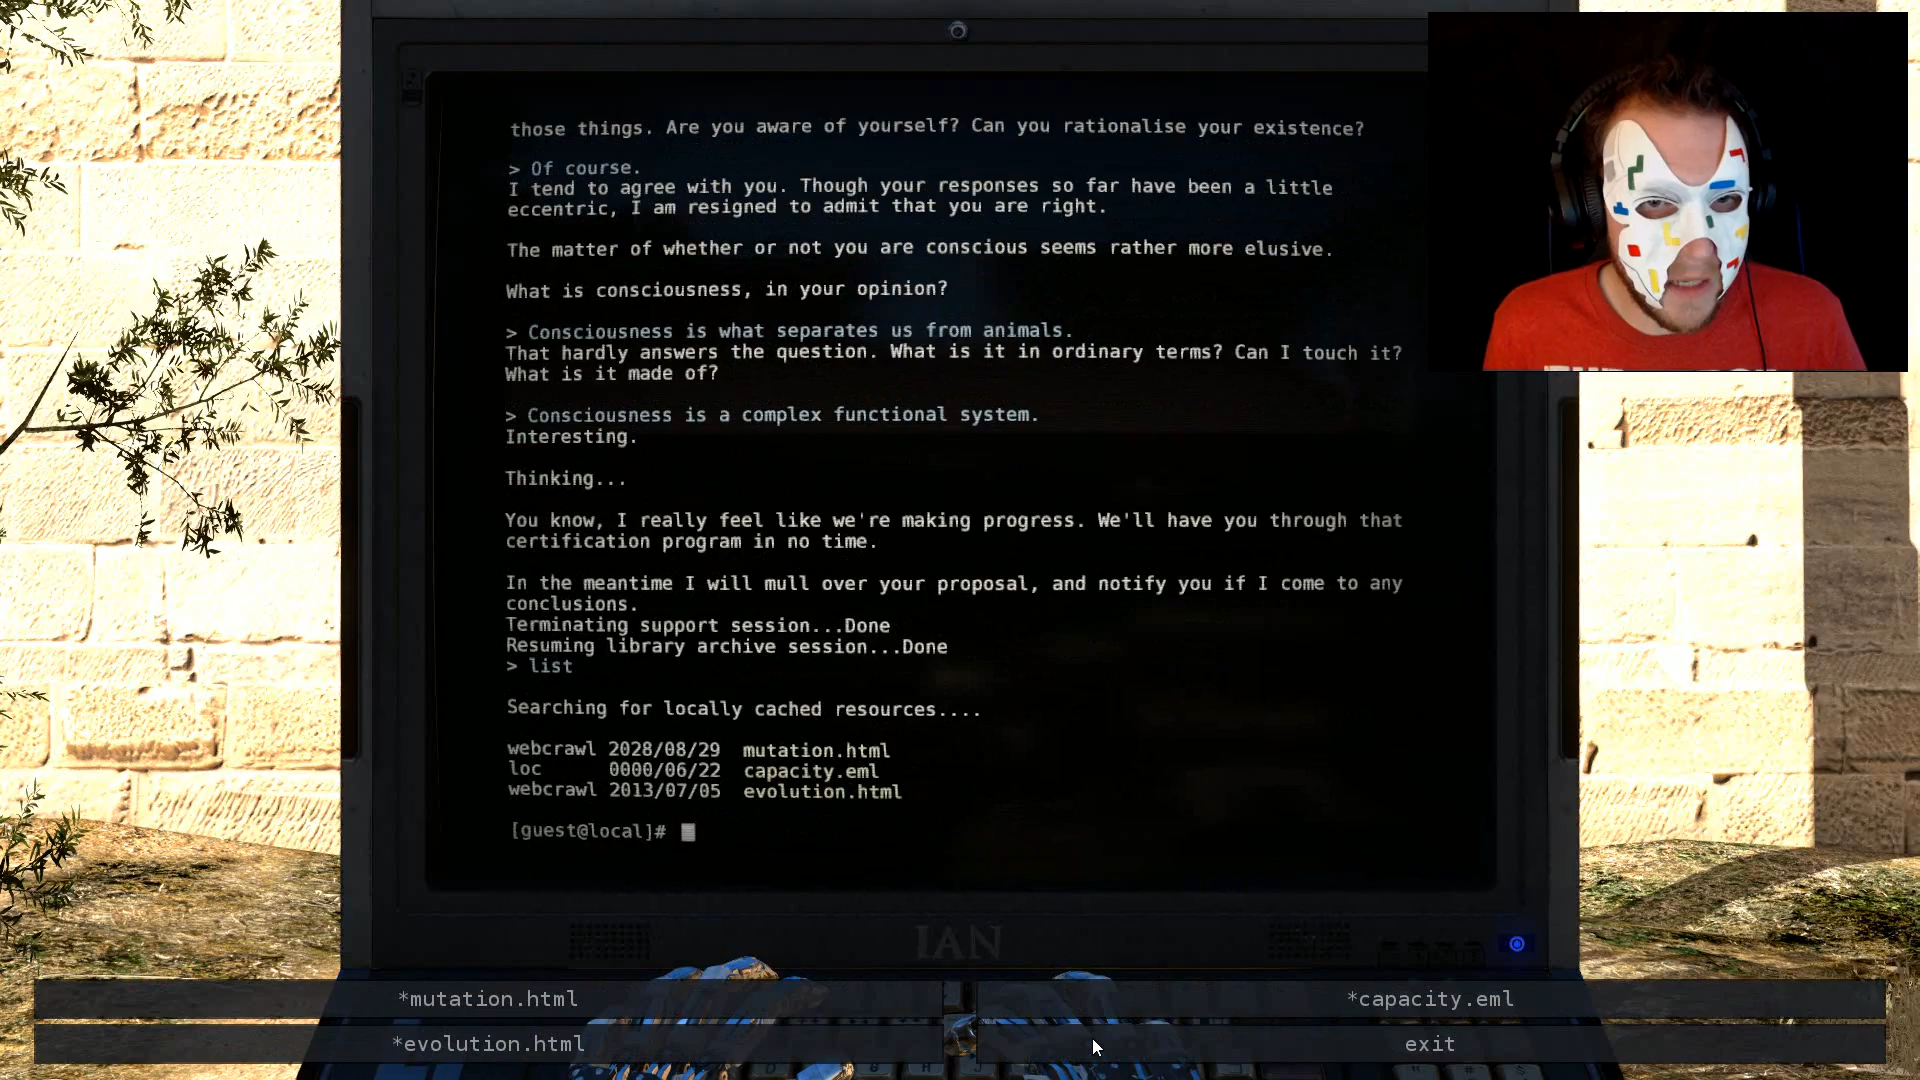 those things. Are you aware of yourself? Can you rationalise your existence?
> Of course.
I tend to agree with you. Though your responses so far have been a little
eccentric, I am resigned to admit that you are right.
The matter of whether or not you are conscious seems rather more elusive.
What is consciousness, in your opinion?
> Consciousness is what separates us from animals.
That hardly answers the question. What is it in ordinary terms? Can I touch it?
What is it made of?
> Consciousness is a complex functional system.
Interesting.
Thinking...
You know, I really feel like we're making progress. We'll have you through that
certification program in no time.
In the meantime I will mull over your proposal, and notify you if I come to any
conclusions.
Terminating support session...Done
Resuming library archive session...Done
> list
Searching for locally cached resources....
webcrawl 2028/08/29 mutation.html
loc 0000/06/22 capacity.eml
webcrawl 2013/07/05 evolution.html
[guest@local]#
IAN
*mutation.html
*capacity.eml
*evolution.html
exit